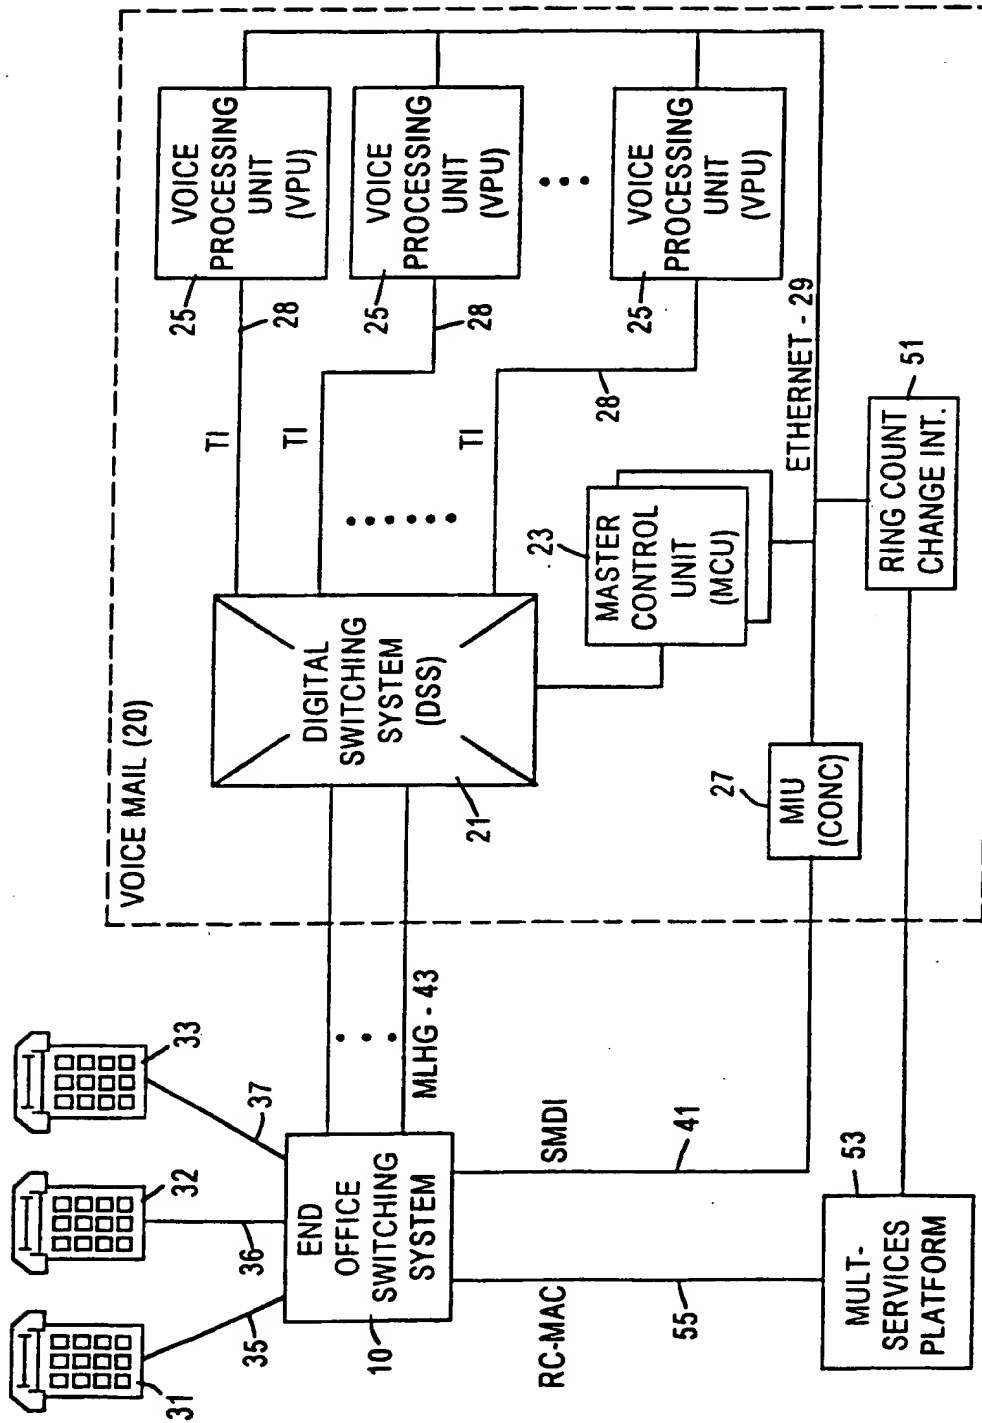 VOICE MAIL (20)
31
32
33
35
36
37
END
OFFICE
SWITCHING
SYSTEM
10
MLHG - 43
SMDI
41
RC-MAC
55
MULT-
SERVICES
PLATFORM
53
DIGITAL
SWITCHING
SYSTEM
(DSS)
21
TI
TI
TI
28
28
28
VOICE
PROCESSING
UNIT
(VPU)
25
VOICE
PROCESSING
UNIT
(VPU)
25
VOICE
PROCESSING
UNIT
(VPU)
25
MASTER
CONTROL
UNIT
(MCU)
23
MIU
(CONC)
27
ETHERNET - 29
RING COUNT
CHANGE INT.
51